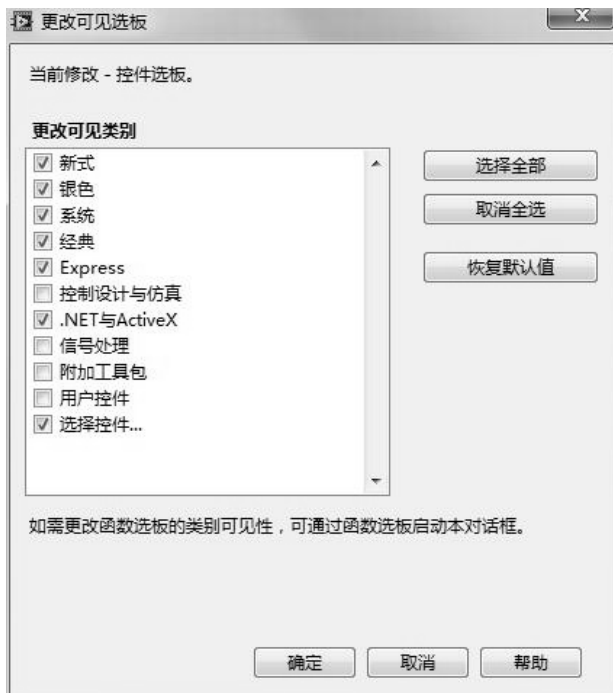 更改可见选板
当前修改 - 控件选板。
更改可见类别
新式
银色
系统
经典
Express
控制设计与仿真
.NET与ActiveX
信号处理
附加工具包
用户控件
选择控件...
选择全部
取消全选
恢复默认值
如需更改函数选板的类别可见性，可通过函数选板启动本对话框。
确定
取消
帮助